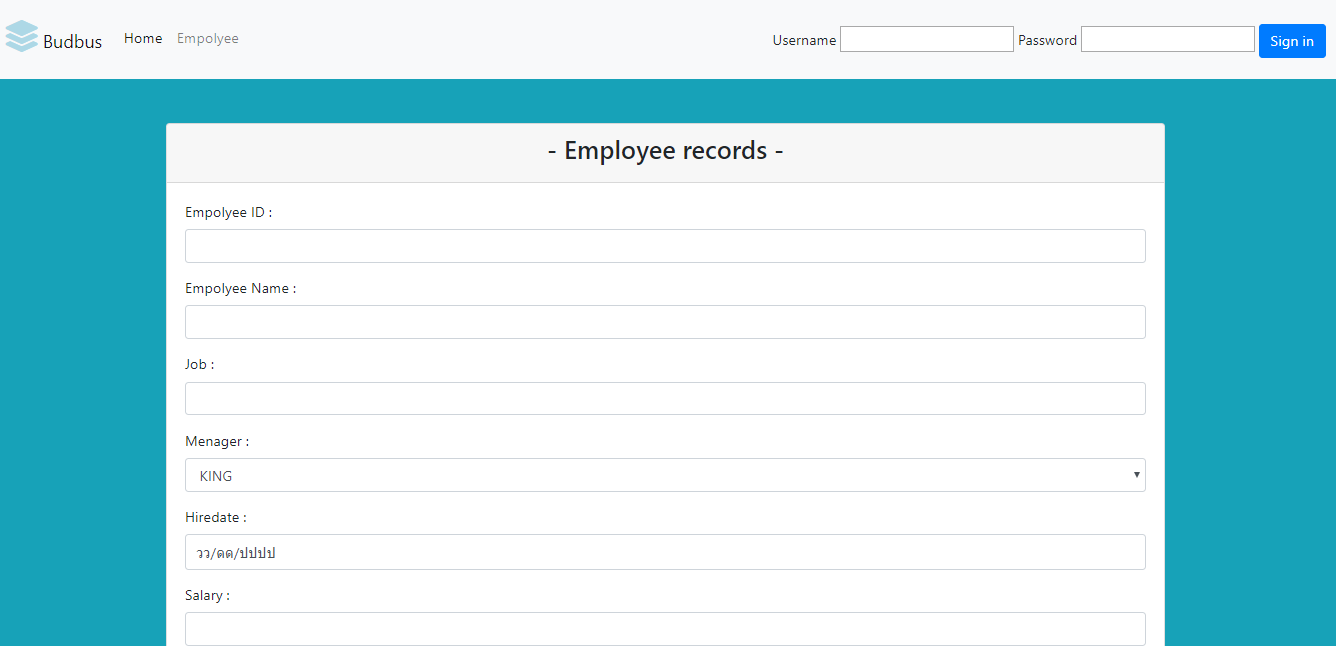 Budbus Home Empolyee Username Password Sign in
- Employee records -
Empolyee ID :
Empolyee Name :
Job :
Menager :
KING
Hiredate :
วว/ดด/ปปปป
Salary :